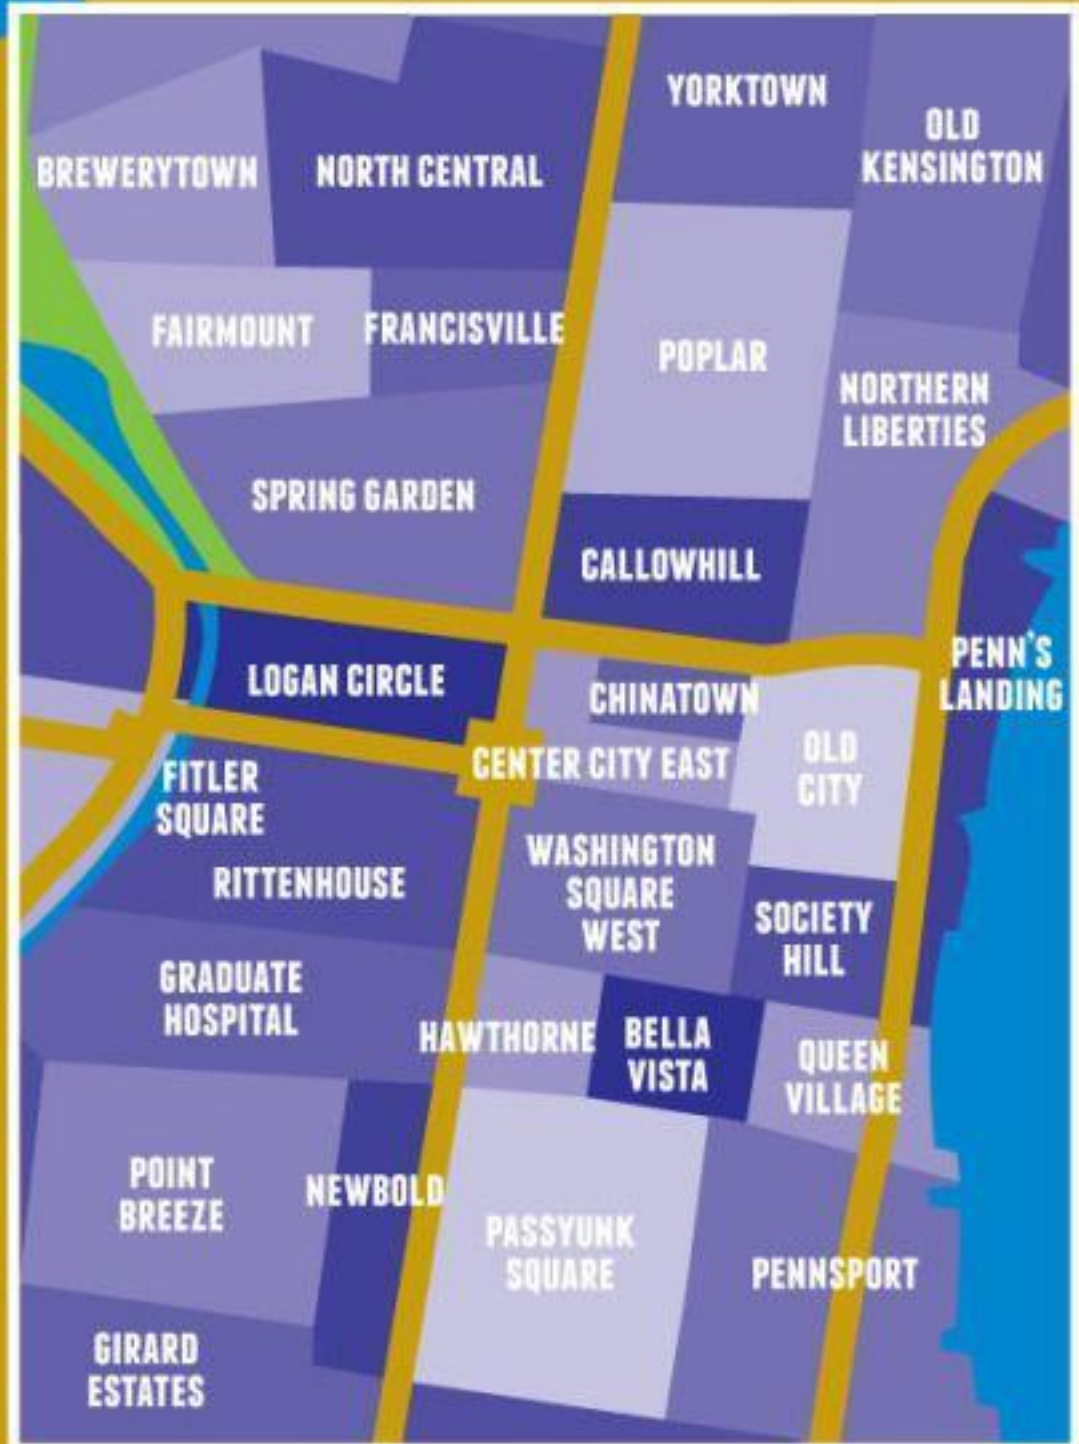 YORKTOWN
OLD
KENSINGTON
BREWERYTOWN
NORTH CENTRAL
FAIRMOUNT
FRANCISVILLE
POPLAR
NORTHERN
LIBERTIES
SPRING GARDEN
CALLOWHILL
LOGAN CIRCLE
CHINATOWN
PENN'S
LANDING
CENTER CITY EAST
OLD
CITY
FITLER
SQUARE
RITTENHOUSE
WASHINGTON
SQUARE
WEST
SOCIETY
HILL
GRADUATE
HOSPITAL
HAWTHORNE
BELLA
VISTA
QUEEN
VILLAGE
POINT
BREEZE
NEWBOLD
PASSYUNK
SQUARE
PENNSPORT
GIRARD
ESTATES